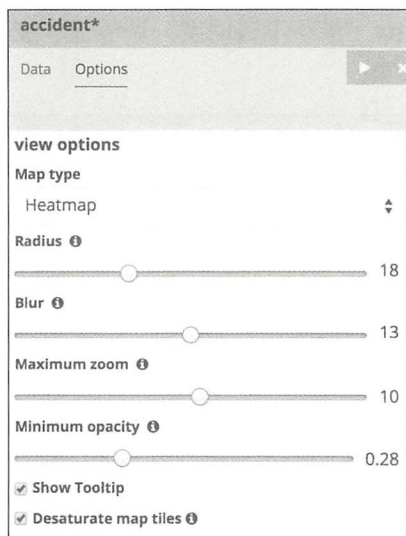 accident*
Data Options
view options
Map type
Heatmap
Radius
18
Blur
13
Maximum zoom
10
Minimum opacity
0.28
Show Tooltip
Desaturate map tiles